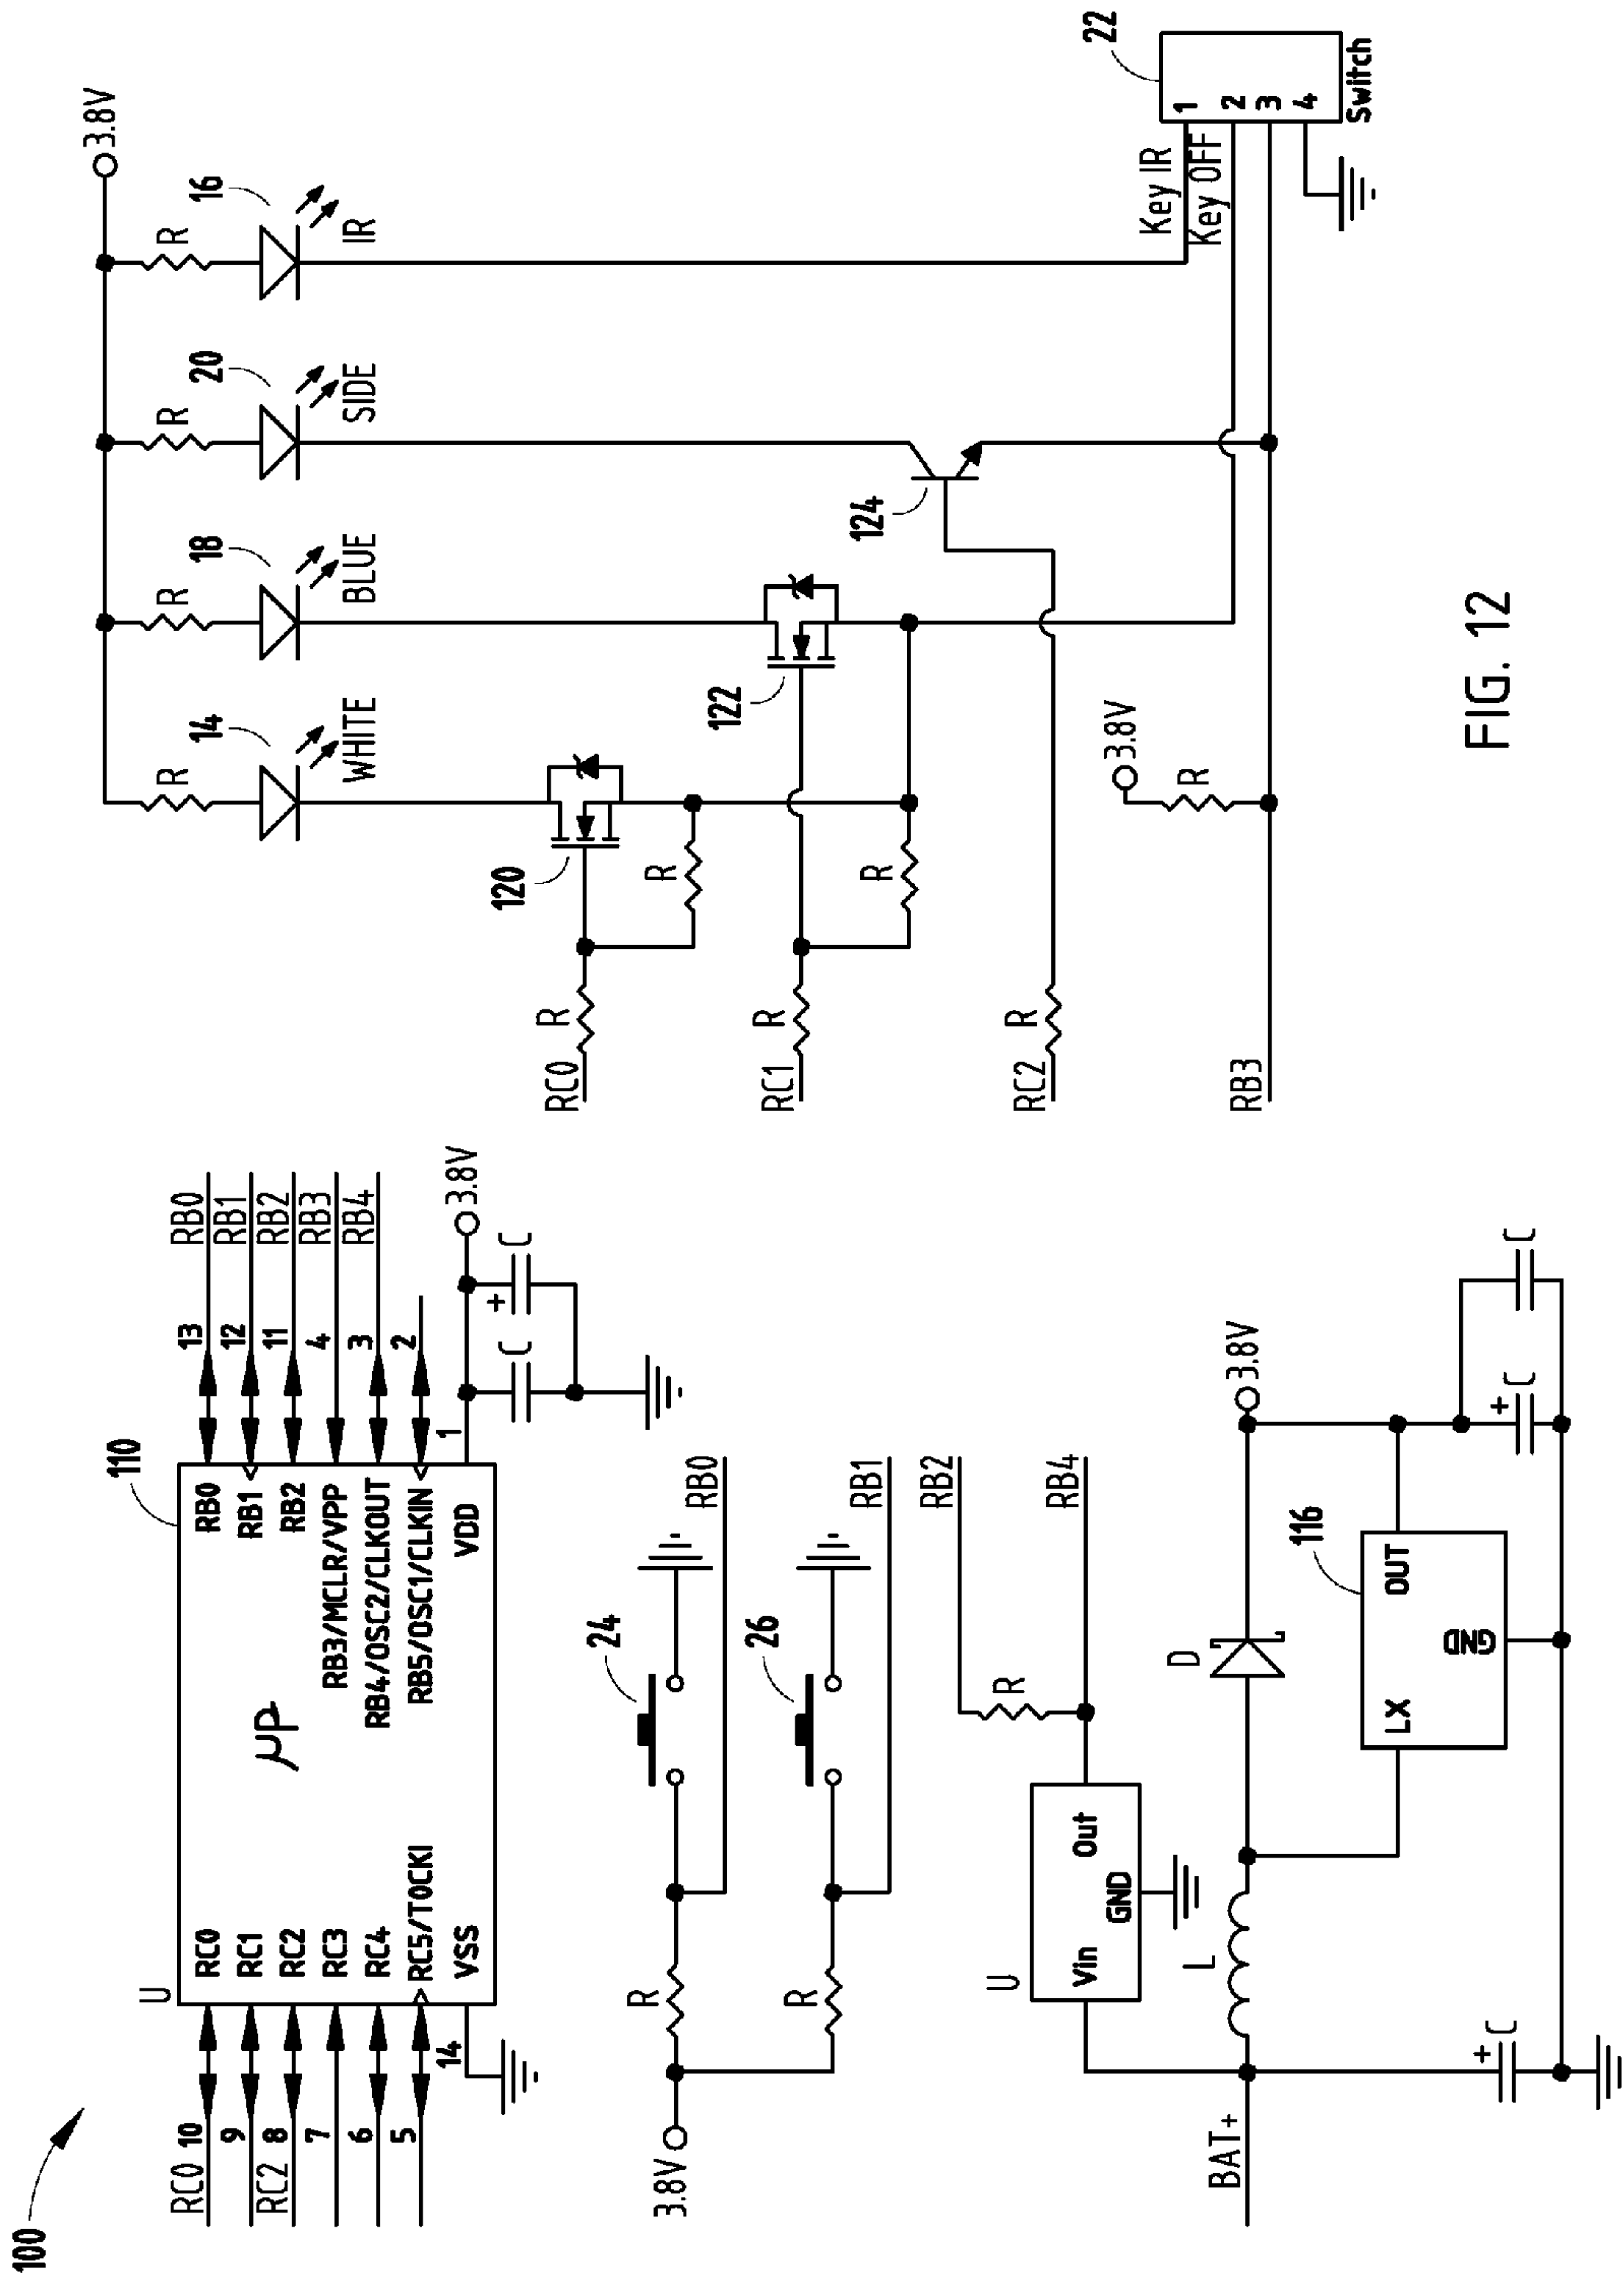 100
110
U
µP
RC0 10 RC0 RB0 13 RB0
9 RC1 RB1 12 RB1
RC2 8 RC2 RB2 11 RB2
7 RC3 RB3/MCLR/VPP 4 RB3
6 RC4 RB4/OSC2/CLKOUT 3 RB4
5 RC5/T0CKI RB5/OSC1/CLKIN 2
14 VSS VDD 1
3.8V
C
+
C
3.8V
R
24
RB0
R
26
RB1
U
Vin
Out
GND
R
RB2
RB4
BAT+
L
D
3.8V
116
LX
OUT
GND
+
C
+
C
C
3.8V
R
R
R
R
14
18
20
16
WHITE
BLUE
SIDE
IR
120
122
124
RC0
R
R
RC1
R
R
RC2
R
RB3
3.8V
R
Key IR
Key OFF
22
1
2
3
4
Switch
FIG. 12